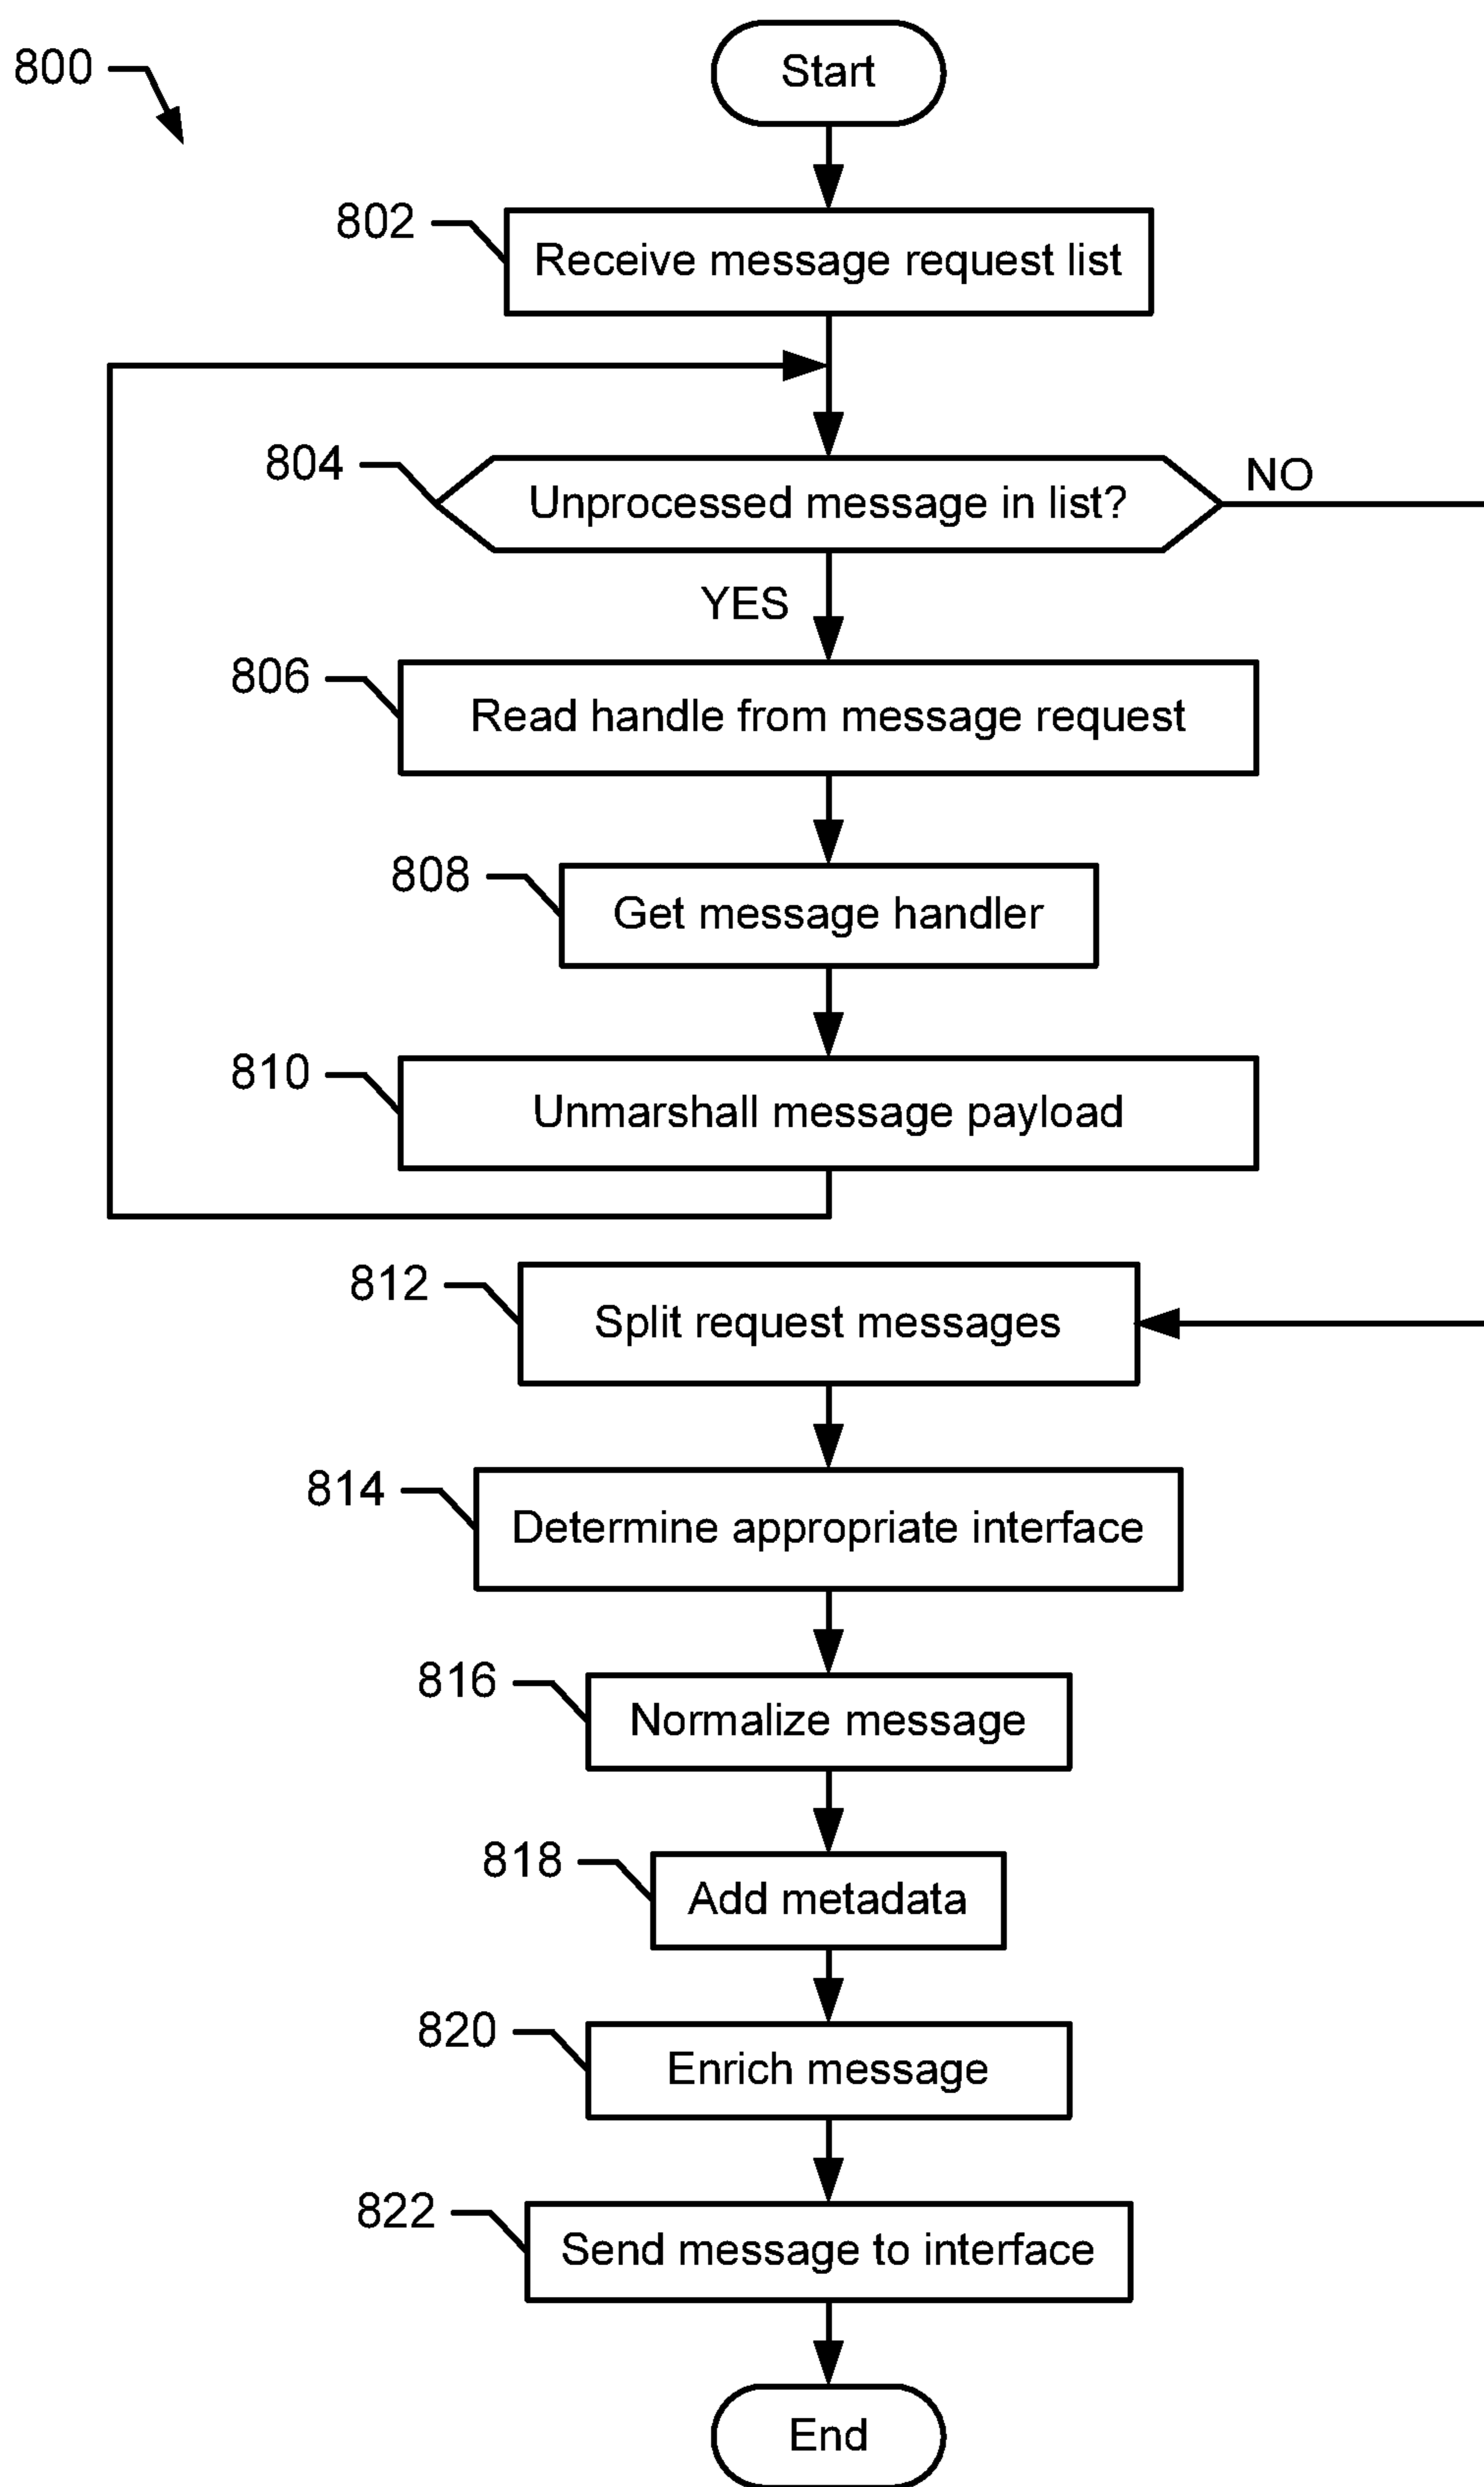 800
Start
802
Receive message request list
804
Unprocessed message in list?
NO
YES
806
Read handle from message request
808
Get message handler
810
Unmarshall message payload
812
Split request messages
814
Determine appropriate interface
816
Normalize message
818
Add metadata
820
Enrich message
822
Send message to interface
End